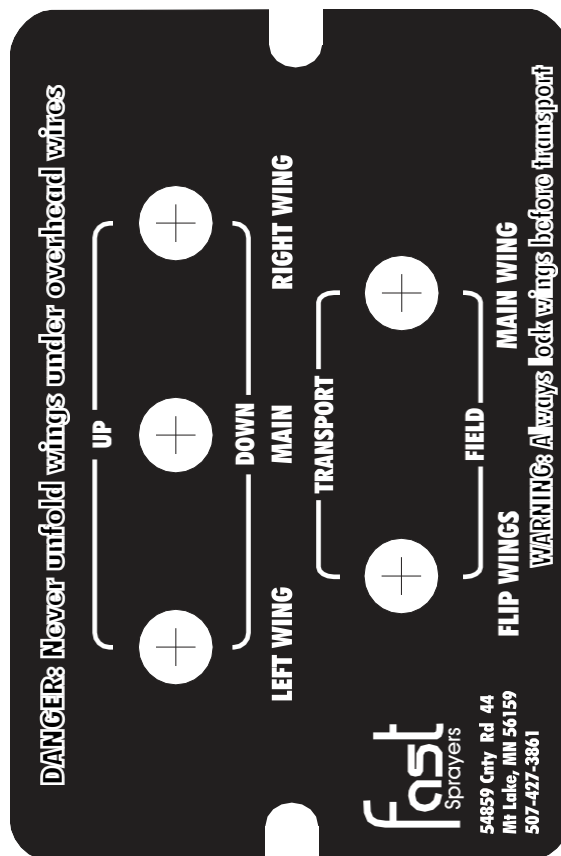 DANGER: Never unfold wings under overhead wires
UP
DOWN
LEFT WING MAIN RIGHT WING
TRANSPORT
FIELD
FLIP WINGS MAIN WING
WARNING: Always lock wings before transport
fast
Sprayers
54859 Cnty Rd 44
Mt Lake, MN 56159
507-427-3861